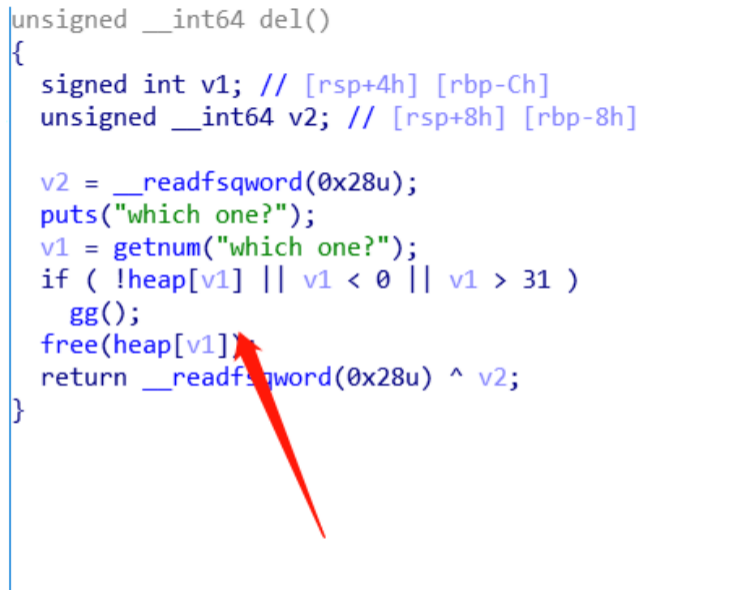 unsigned __int64 del()
{
signed int v1; // [rsp+4h] [rbp-Ch]
unsigned __int64 v2; // [rsp+8h] [rbp-8h]
v2 = __readfsqword(0x28u);
puts("which one?");
v1 = getnum("which one?");
if ( !heap[v1] || v1 < 0 || v1 > 31 )
gg();
free(heap[v1]);
return __readfsqword(0x28u) ^ v2;
}